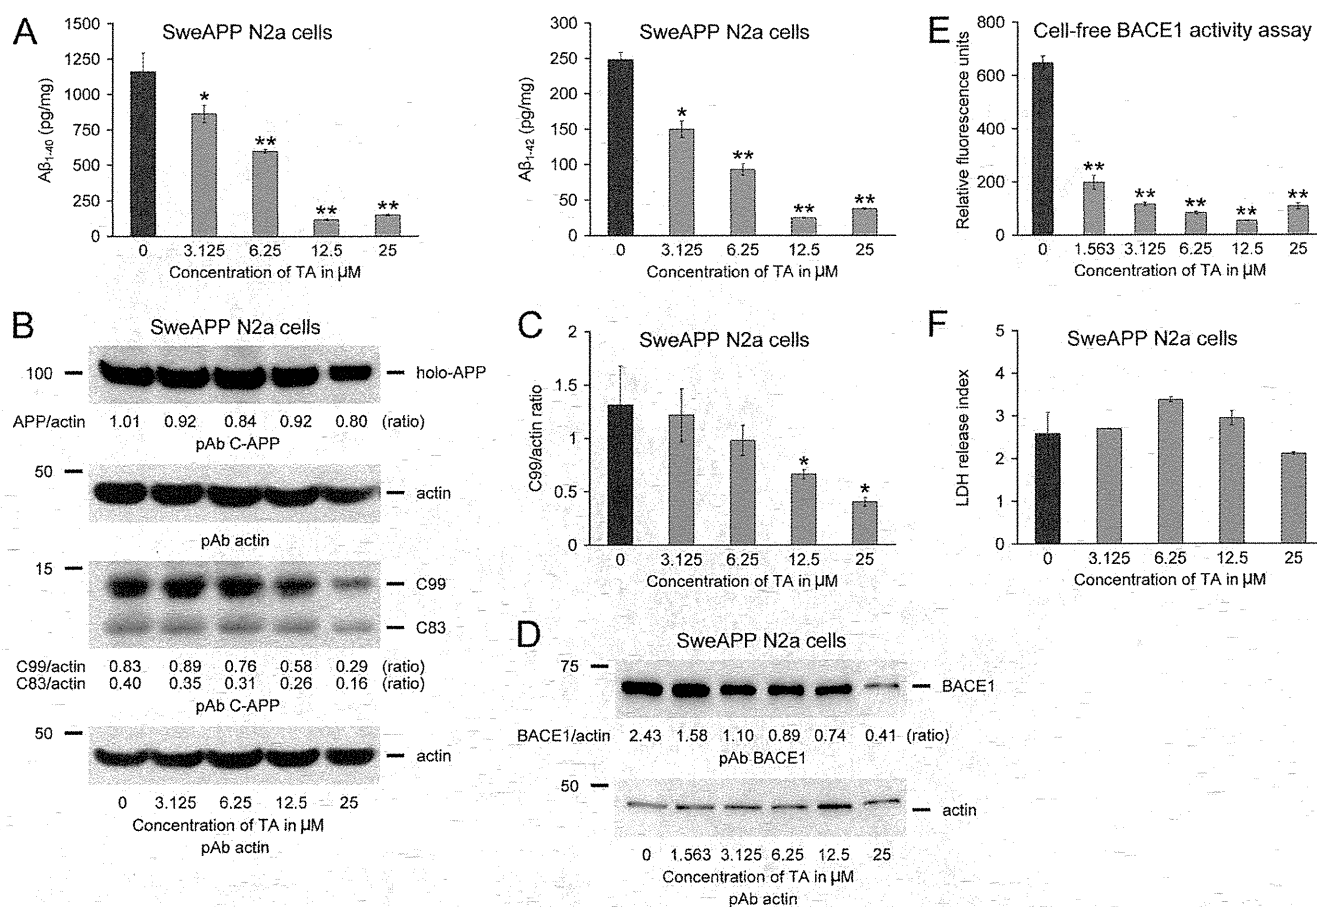 A
SweAPP N2a cells
Aβ1-40 (pg/mg)
1500
1250
1000
750
500
250
0
*
**
**
**
0 3.125 6.25 12.5 25
Concentration of TA in µM
SweAPP N2a cells
Aβ1-42 (pg/mg)
300
250
200
150
100
50
0
*
**
**
**
0 3.125 6.25 12.5 25
Concentration of TA in µM
E
Cell-free BACE1 activity assay
Relative fluorescence units
800
600
400
200
0
**
**
**
**
**
0 1.563 3.125 6.25 12.5 25
Concentration of TA in µM
B
SweAPP N2a cells
100 holo-APP
APP/actin 1.01 0.92 0.84 0.92 0.80 (ratio)
pAb C-APP
50
actin
pAb actin
15
C99
C83
C99/actin 0.83 0.89 0.76 0.58 0.29 (ratio)
C83/actin 0.40 0.35 0.31 0.26 0.16 (ratio)
pAb C-APP
50
actin
0 3.125 6.25 12.5 25
Concentration of TA in µM
pAb actin
C
SweAPP N2a cells
C99/actin ratio
2
1.5
1
0.5
0
*
*
0 3.125 6.25 12.5 25
Concentration of TA in µM
D
SweAPP N2a cells
75
BACE1
BACE1/actin 2.43 1.58 1.10 0.89 0.74 0.41 (ratio)
pAb BACE1
50
actin
0 1.563 3.125 6.25 12.5 25
Concentration of TA in µM
pAb actin
F
SweAPP N2a cells
LDH release index
5
4
3
2
1
0
0 3.125 6.25 12.5 25
Concentration of TA in µM